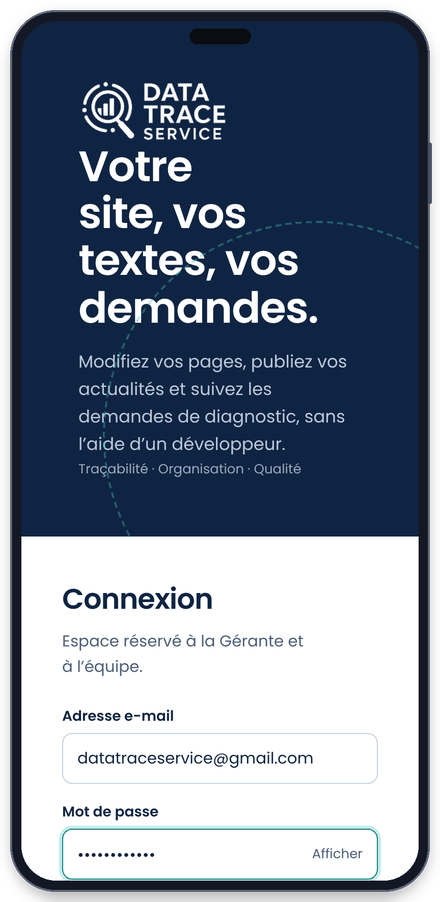 DATA
TRACE
SERVICE
Votre
site, vos
textes, vos
demandes.
Modifiez vos pages, publiez vos
actualités et suivez les
demandes de diagnostic, sans
l’aide d’un développeur.
Traçabilité · Organisation · Qualité
Connexion
Espace réservé à la Gérante et
à l’équipe.
Adresse e-mail
datatraceservice@gmail.com
Mot de passe
•••••••••••• Afficher